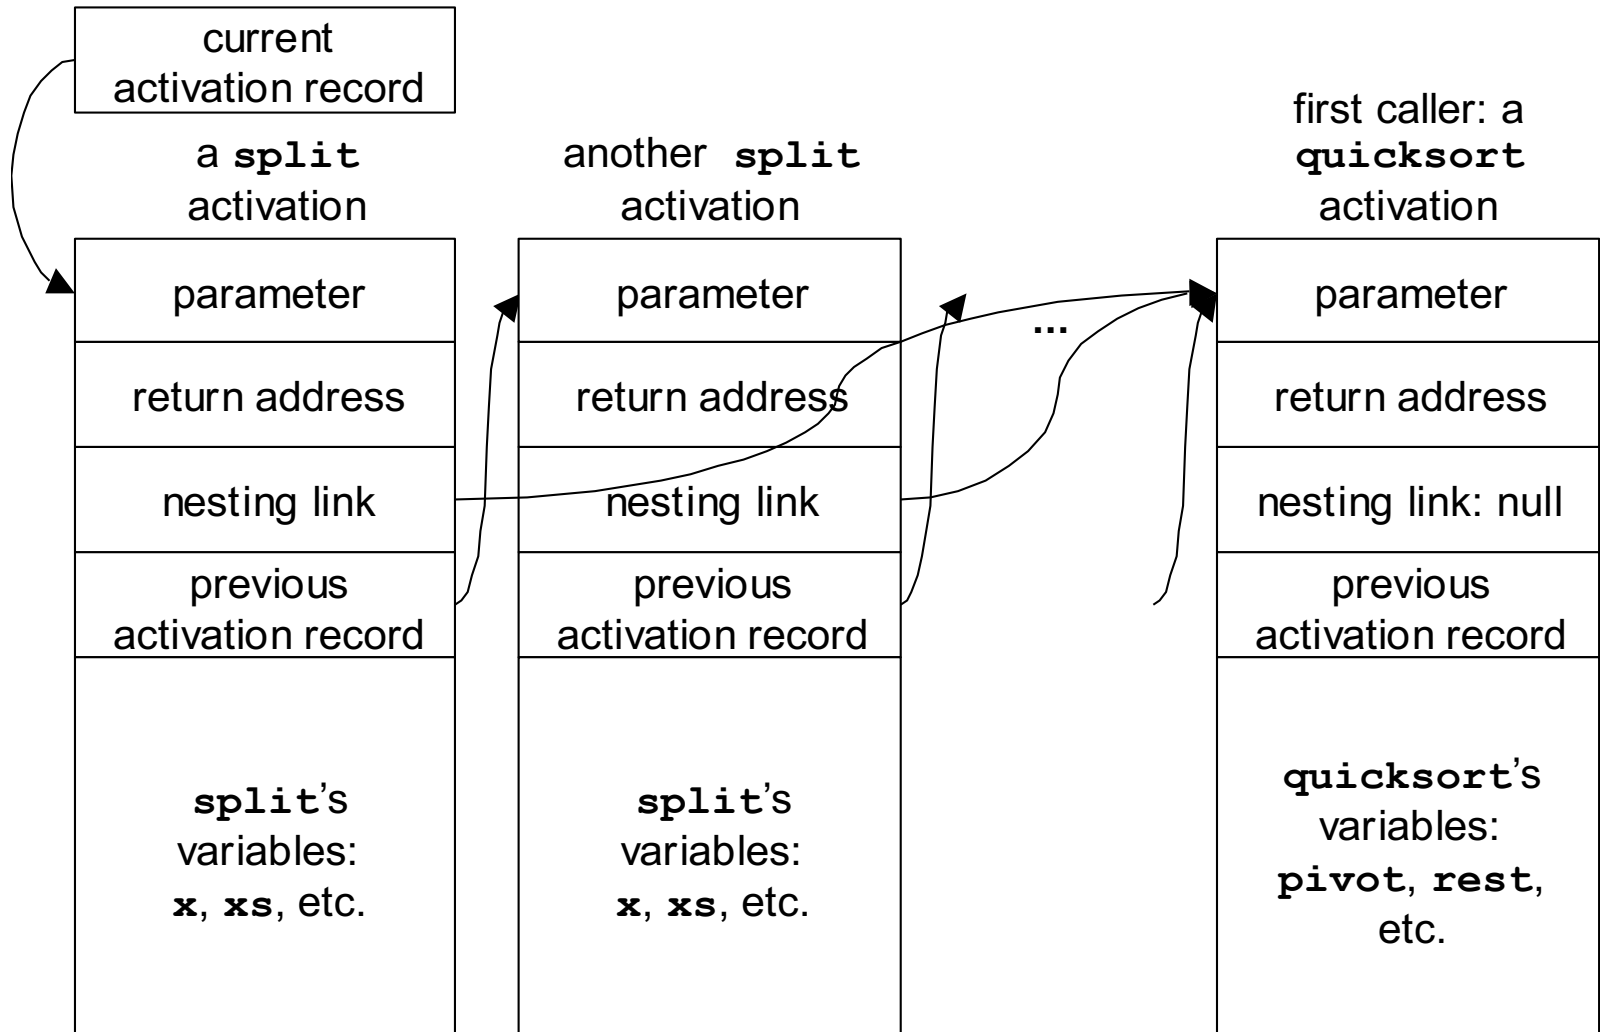 current
activation record
a split
activation
another split
activation
first caller: a
quicksort
activation
parameter
return address
nesting link
previous
activation record
split’s
variables:
x, xs, etc.
parameter
return address
nesting link
previous
activation record
split’s
variables:
x, xs, etc.
...
parameter
return address
nesting link: null
previous
activation record
quicksort’s
variables:
pivot, rest,
etc.